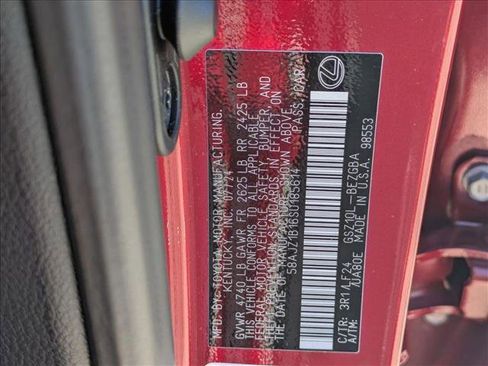 MFD. BY: TOYOTA MOTOR MANUFACTURING.
KENTUCKY, INC. 07/24
GVWR 4740 LB GAWR FR 2625 LB RR 2425 LB
THIS VEHICLE CONFORMS TO ALL APPLICABLE
FEDERAL MOTOR VEHICLE SAFETY, BUMPER, AND
THEFT PREVENTION STANDARDS IN EFFECT ON
THE DATE OF MANUFACTURE SHOWN ABOVE.
58AJZ1B16SU185614 PASS. CAR
C/TR: 3R1/LF24 GSZ10L-BEZGBA
A/TM: /UA80E MADE IN U.S.A. 98553